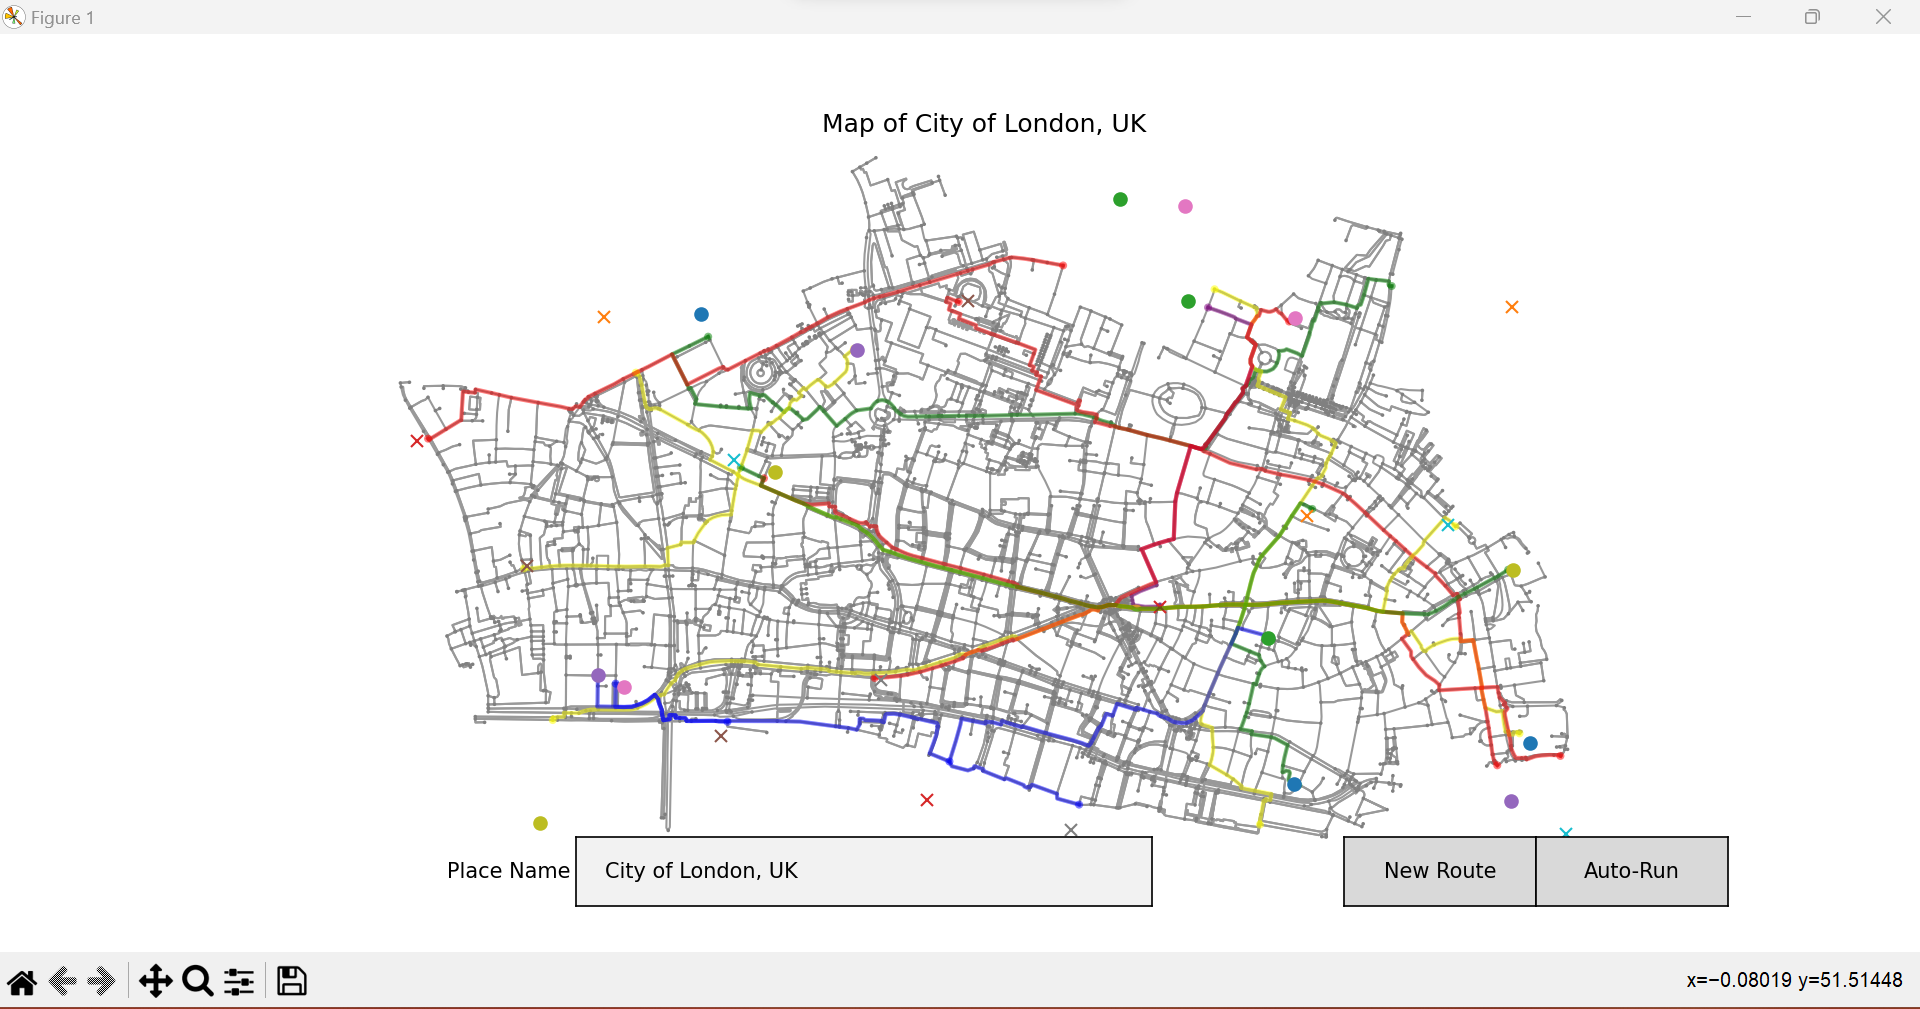 Figure 1
Map of City of London, UK
Place Name
City of London, UK
New Route
Auto-Run
x=−0.08019 y=51.51448